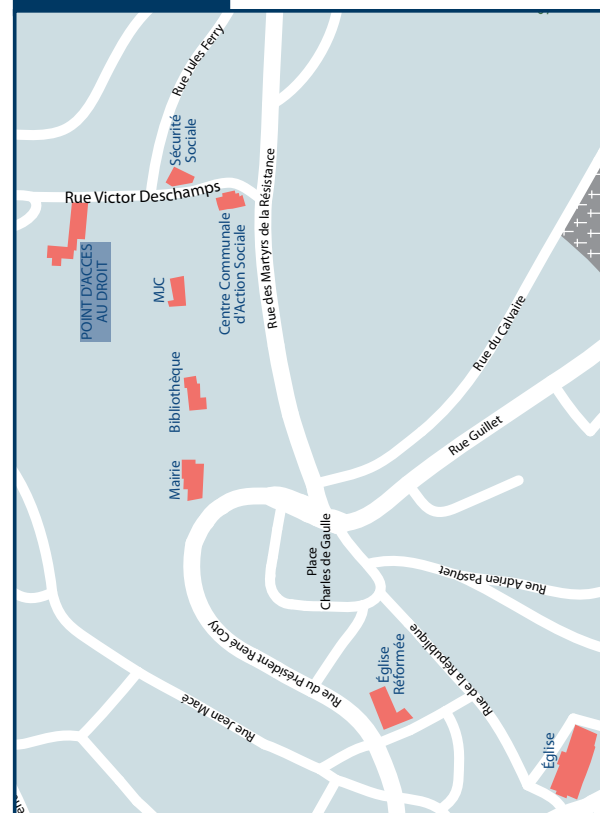 Rue Jules Ferry
Sécurité
Sociale
Rue Victor Deschamps
Rue des Martyrs de la Résistance
POINT D'ACCES
AU DROIT
MJC
Centre Communale
d'Action Sociale
Bibliothèque
Mairie
Rue du Calvaire
Rue Guillet
Place
Charles de Gaulle
Rue Adrien Pasquet
Rue du Président René Coty
Église
Réformée
Rue de la République
Rue Jean Macé
Église